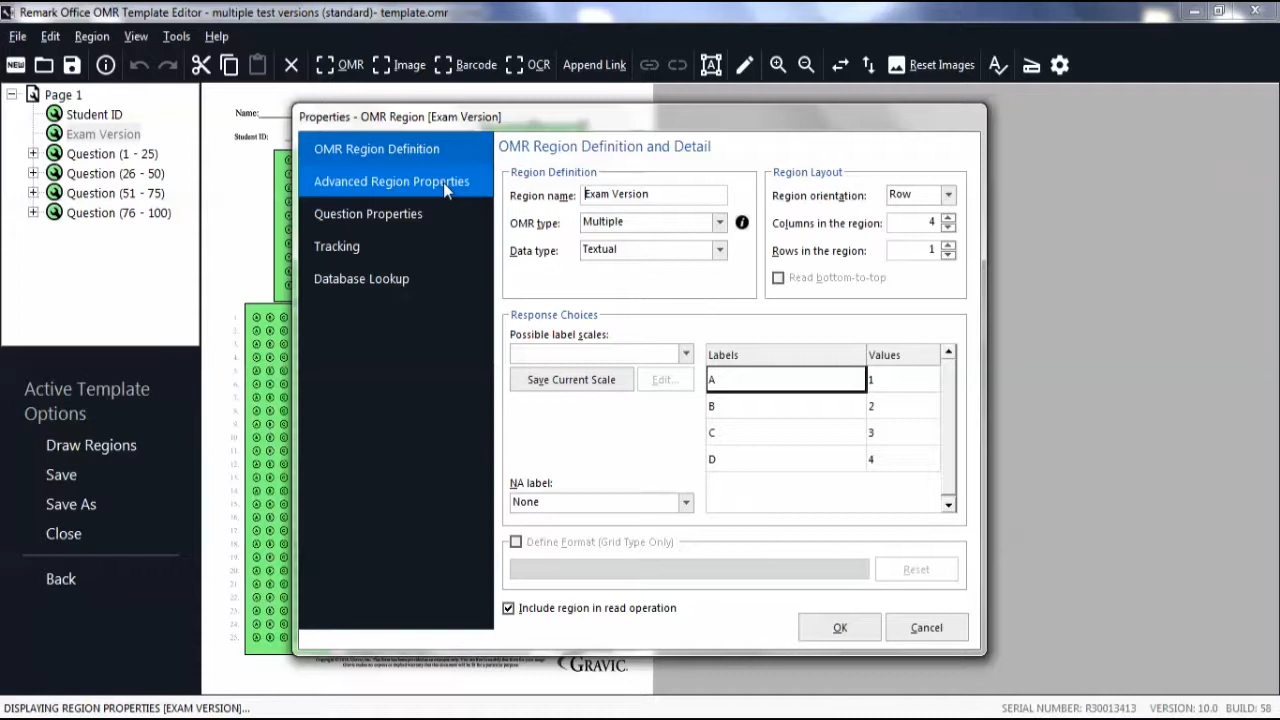 Remark Office OMR Template Editor - multiple test versions (standard)- template.omr
File Edit Region View Tools Help
NEW OMR Image Barcode OCR Append Link Reset Images
Page 1
Student ID
Exam Version
Question (1 - 25)
Question (26 - 50)
Question (51 - 75)
Question (76 - 100)
Active Template
Options
Draw Regions
Save
Save As
Close
Back
Name:
Student ID:
Properties - OMR Region [Exam Version]
OMR Region Definition
Advanced Region Properties
Question Properties
Tracking
Database Lookup
OMR Region Definition and Detail
Region Definition
Region name: Exam Version
OMR type: Multiple
Data type: Textual
Region Layout
Region orientation: Row
Columns in the region: 4
Rows in the region: 1
Read bottom-to-top
Response Choices
Possible label scales:
Save Current Scale Edit...
NA label:
None
Labels Values
A 1
B 2
C 3
D 4
Define Format (Grid Type Only)
Reset
Include region in read operation
OK Cancel
GRAVIC
DISPLAYING REGION PROPERTIES [EXAM VERSION]...
SERIAL NUMBER: R30013413 VERSION: 10.0 BUILD: 58